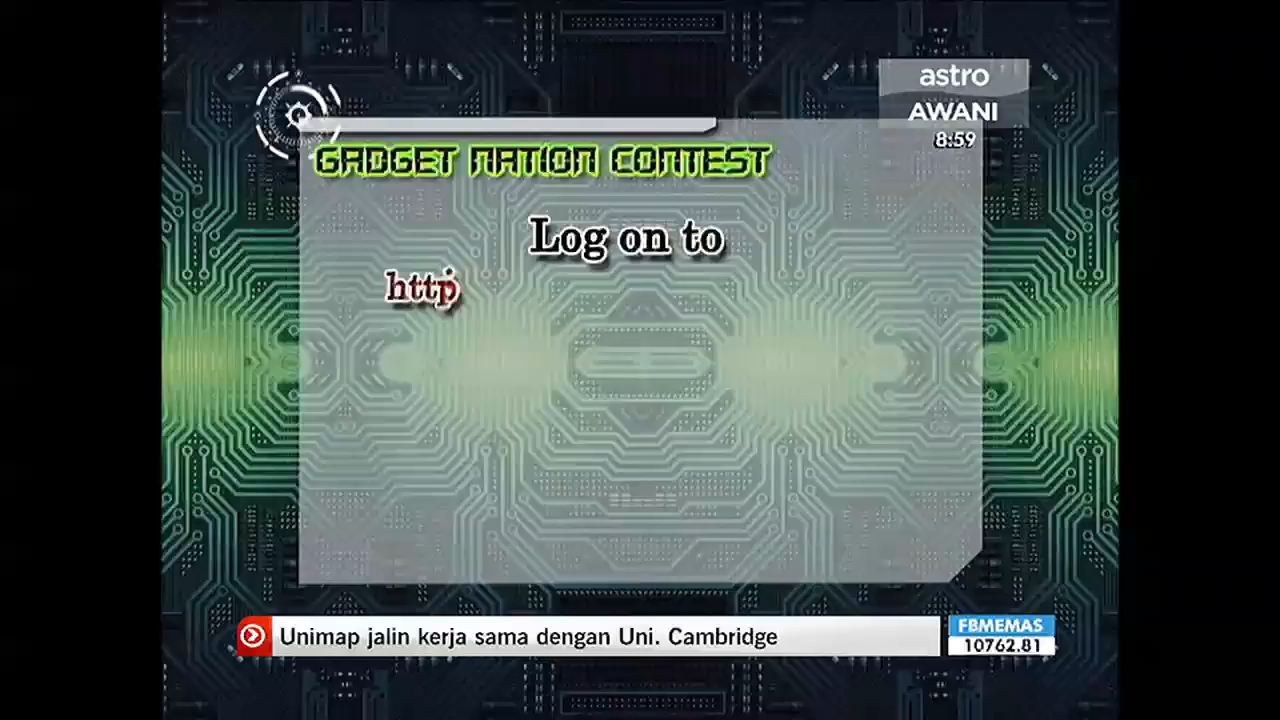 astro
AWANI
8:59
GADGET NATION CONTEST
Log on to
http
Unimap jalin kerja sama dengan Uni. Cambridge
FBMEMAS
10762.81